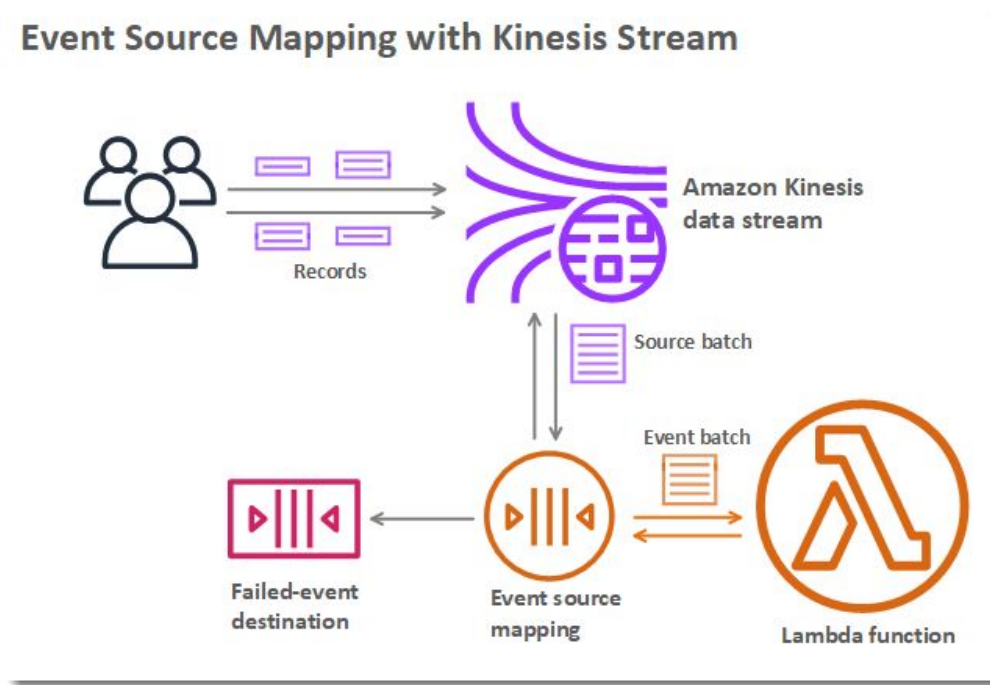 Event Source Mapping with Kinesis Stream
Amazon Kinesis
data stream
Records
Source batch
Event batch
Failed-event
destination
Event source
mapping
Lambda function